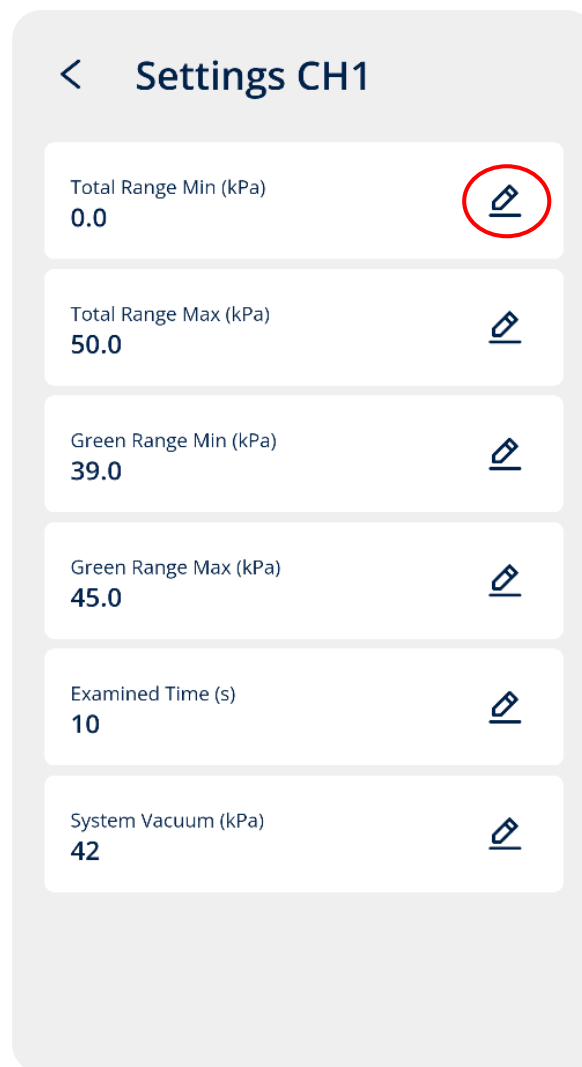 Settings CH1
Total Range Min (kPa)
0.0
Total Range Max (kPa)
50.0
Green Range Min (kPa)
39.0
Green Range Max (kPa)
45.0
Examined Time (s)
10
System Vacuum (kPa)
42